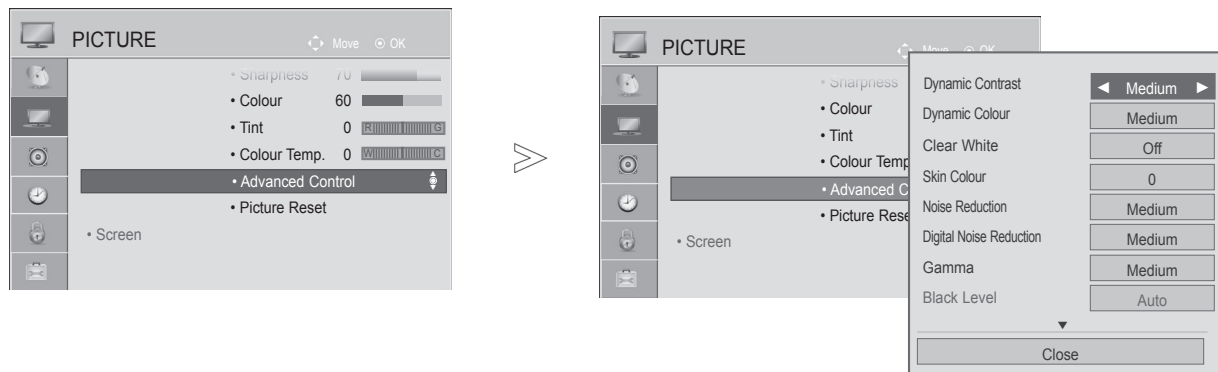 PICTURE
Move OK
• Sharpness 70
• Colour 60
• Tint 0 R G
• Colour Temp. 0 W C
• Advanced Control
• Picture Reset
• Screen
PICTURE
Move OK
• Sharpness
• Colour
• Tint
• Colour Temp
• Advanced C
• Picture Rese
• Screen
Dynamic Contrast ◀ Medium ▶
Dynamic Colour Medium
Clear White Off
Skin Colour 0
Noise Reduction Medium
Digital Noise Reduction Medium
Gamma Medium
Black Level Auto
▼
Close